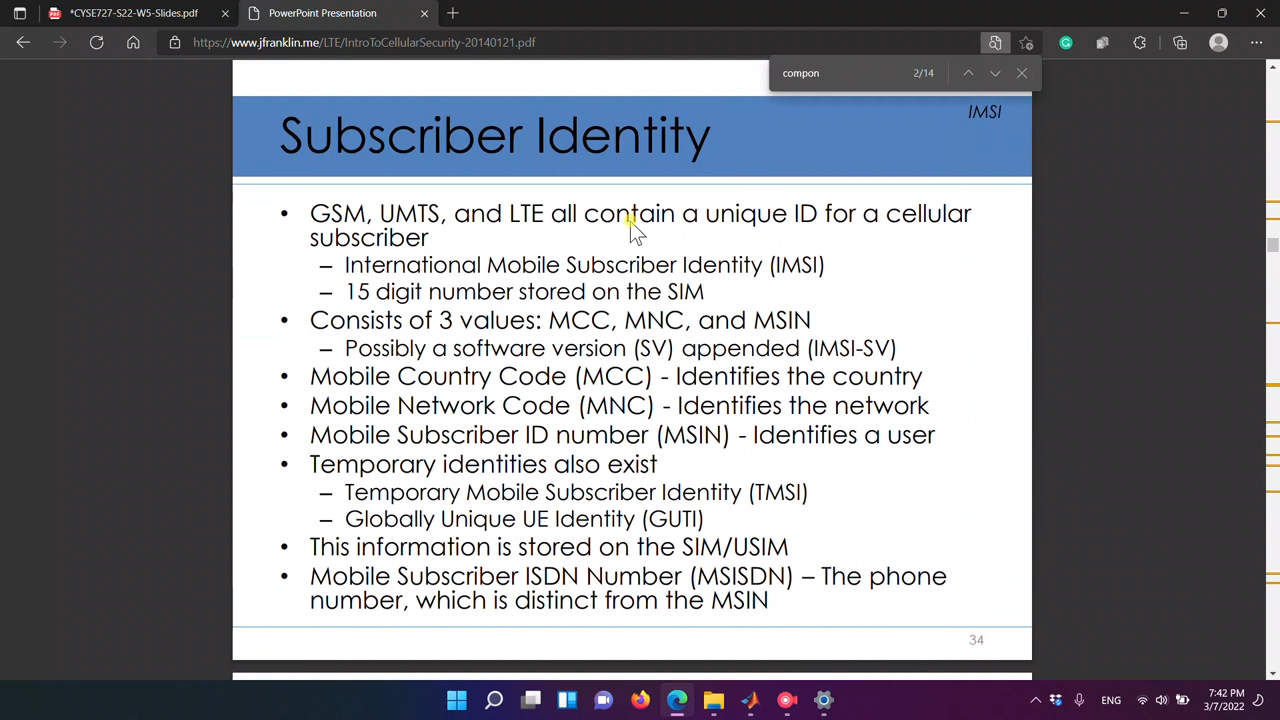 *CYSE727-S22-W5-Slides.pdf
PowerPoint Presentation
https://www.jfranklin.me/LTE/IntroToCellularSecurity-20140121.pdf
compon
2/14
IMSI
Subscriber Identity
• GSM, UMTS, and LTE all contain a unique ID for a cellular
subscriber
– International Mobile Subscriber Identity (IMSI)
– 15 digit number stored on the SIM
• Consists of 3 values: MCC, MNC, and MSIN
– Possibly a software version (SV) appended (IMSI-SV)
• Mobile Country Code (MCC) - Identifies the country
• Mobile Network Code (MNC) - Identifies the network
• Mobile Subscriber ID number (MSIN) - Identifies a user
• Temporary identities also exist
– Temporary Mobile Subscriber Identity (TMSI)
– Globally Unique UE Identity (GUTI)
• This information is stored on the SIM/USIM
• Mobile Subscriber ISDN Number (MSISDN) – The phone
number, which is distinct from the MSIN
34
ENG
7:42 PM
3/7/2022